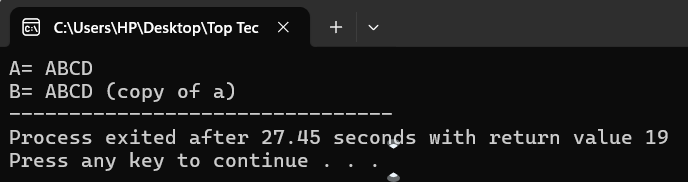 C:\Users\HP\Desktop\Top Tec
A= ABCD
B= ABCD (copy of a)
--------------------------------
Process exited after 27.45 seconds with return value 19
Press any key to continue . . .